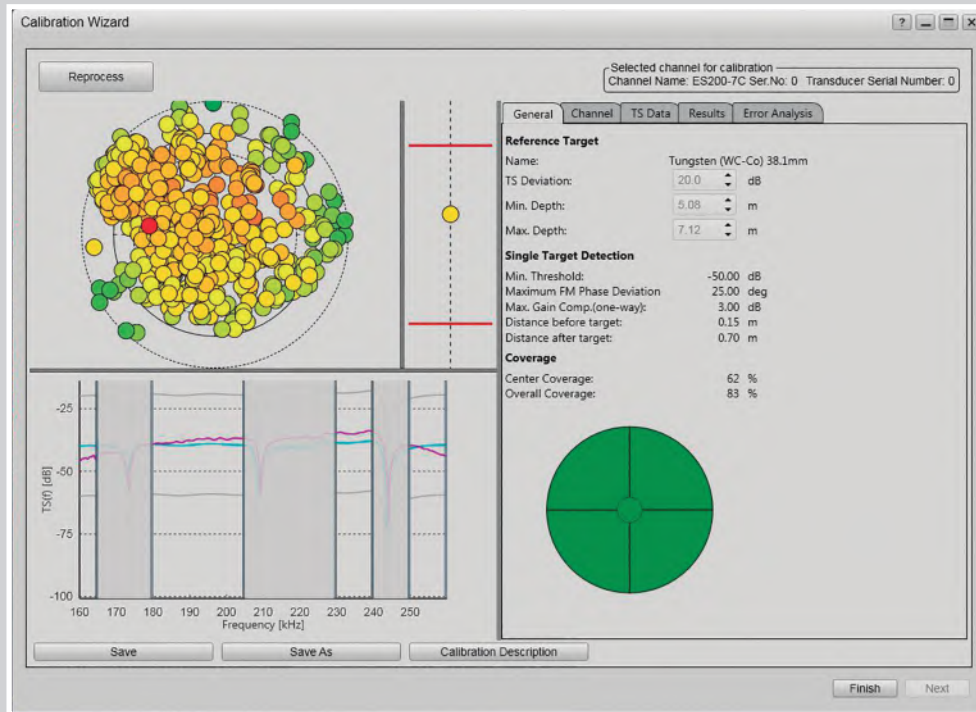 Calibration Wizard
?
Reprocess
Selected channel for calibration
Channel Name: ES200-7C Ser.No: 0 Transducer Serial Number: 0
General Channel TS Data Results Error Analysis
Reference Target
Name: Tungsten (WC-Co) 38.1mm
TS Deviation: 20.0 dB
Min. Depth: 5.08 m
Max. Depth: 7.12 m
Single Target Detection
Min. Threshold: -50.00 dB
Maximum FM Phase Deviation 25.00 deg
Max. Gain Comp.(one-way): 3.00 dB
Distance before target: 0.15 m
Distance after target: 0.70 m
Coverage
Center Coverage: 62 %
Overall Coverage: 83 %
TS(f) [dB]
-25
-50
-75
-100
160 170 180 190 200 210 220 230 240 250
Frequency [kHz]
Save Save As Calibration Description
Finish Next